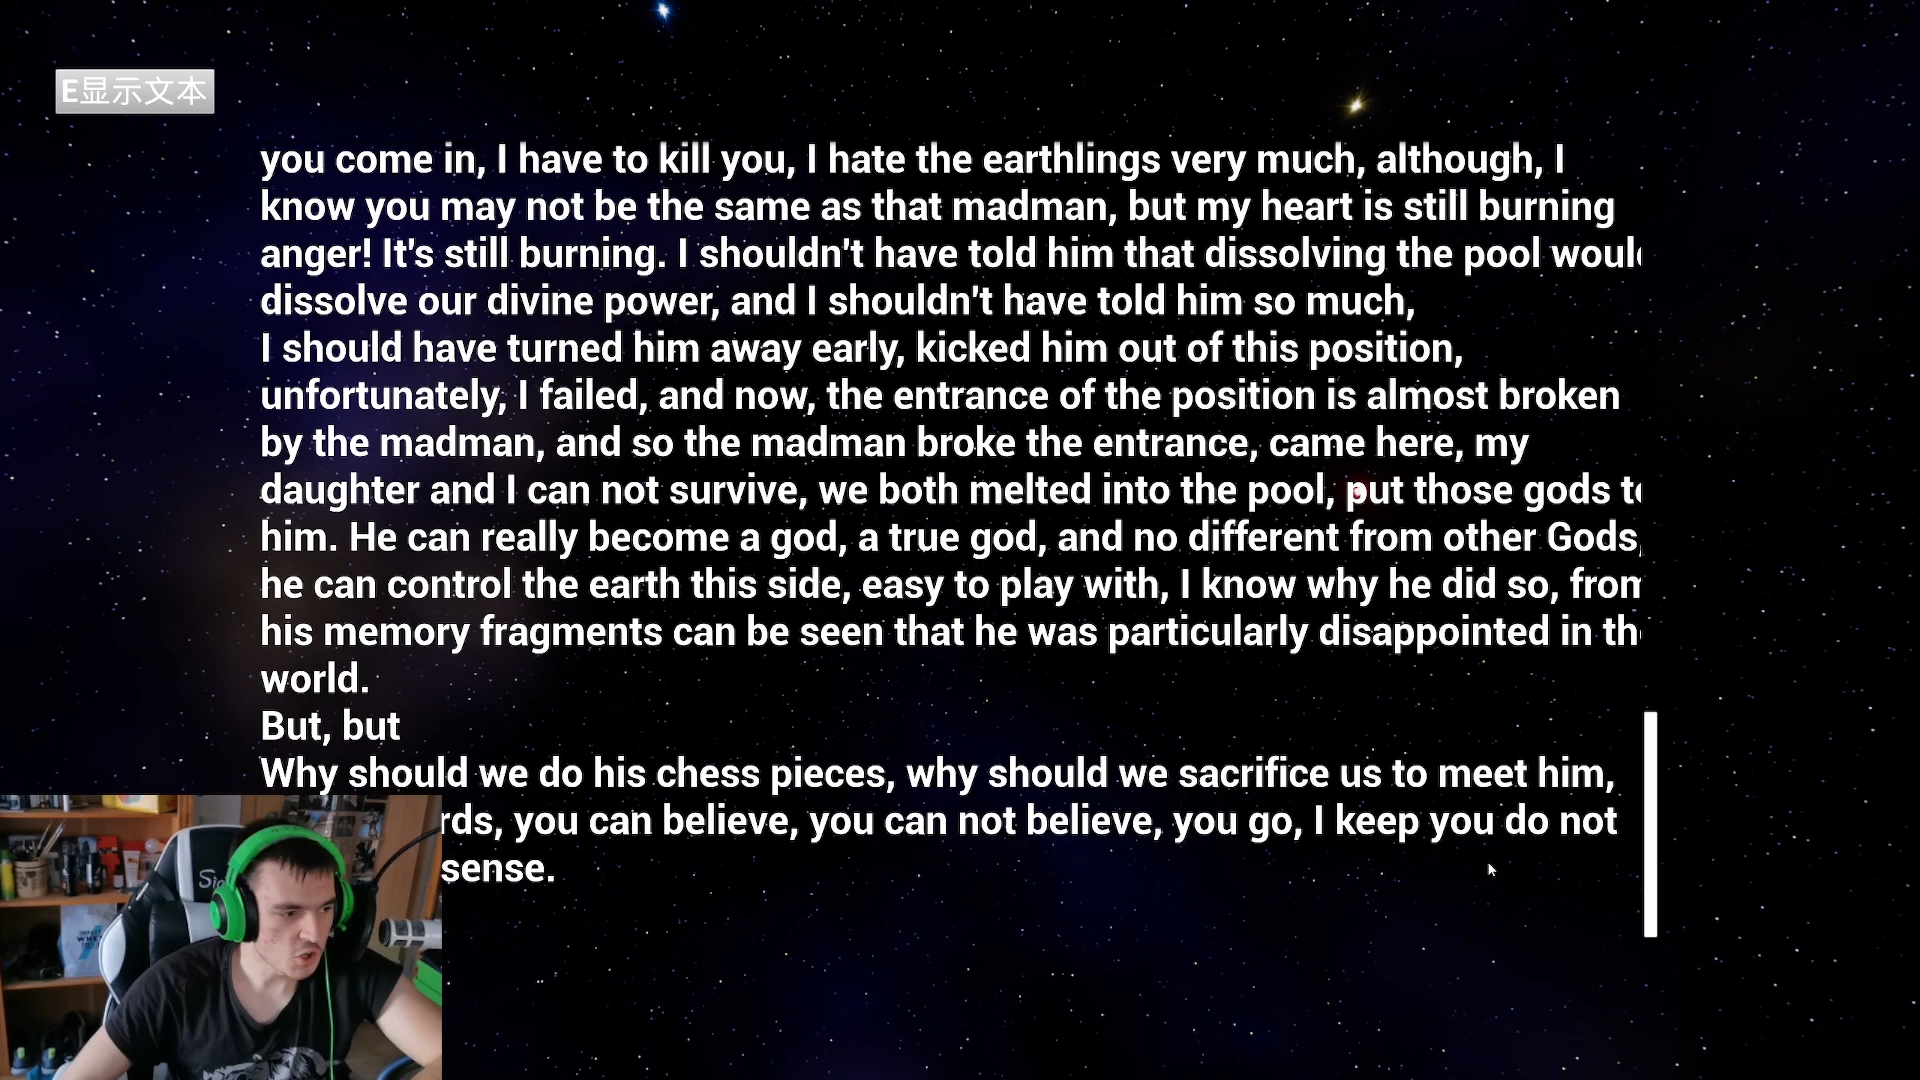 E显示文本
you come in, I have to kill you, I hate the earthlings very much, although, I
know you may not be the same as that madman, but my heart is still burning
anger! It's still burning. I shouldn't have told him that dissolving the pool
dissolve our divine power, and I shouldn't have told him so much,
I should have turned him away early, kicked him out of this position,
unfortunately, I failed, and now, the entrance of the position is almost broken
by the madman, and so the madman broke the entrance, came here, my
daughter and I can not survive, we both melted into the pool, put those gods
him. He can really become a god, a true god, and no different from other Gods,
he can control the earth this side, easy to play with, I know why he did so, from
his memory fragments can be seen that he was particularly disappointed in
world.
But, but
Why should we do his chess pieces, why should we sacrifice us to meet him,
you can believe, you can not believe, you go, I keep you do not
sense.